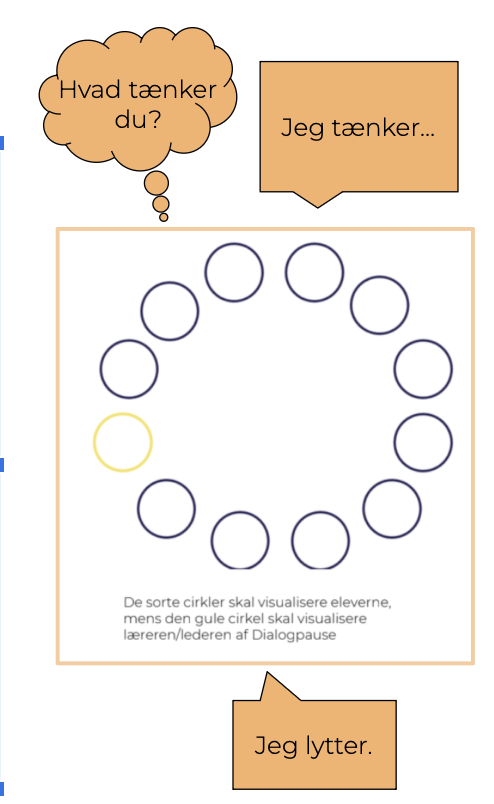 Hvad tænker
du?
Jeg tænker...
De sorte cirkler skal visualisere eleverne,
mens den gule cirkel skal visualisere
læreren/lederen af Dialogpause
Jeg lytter.